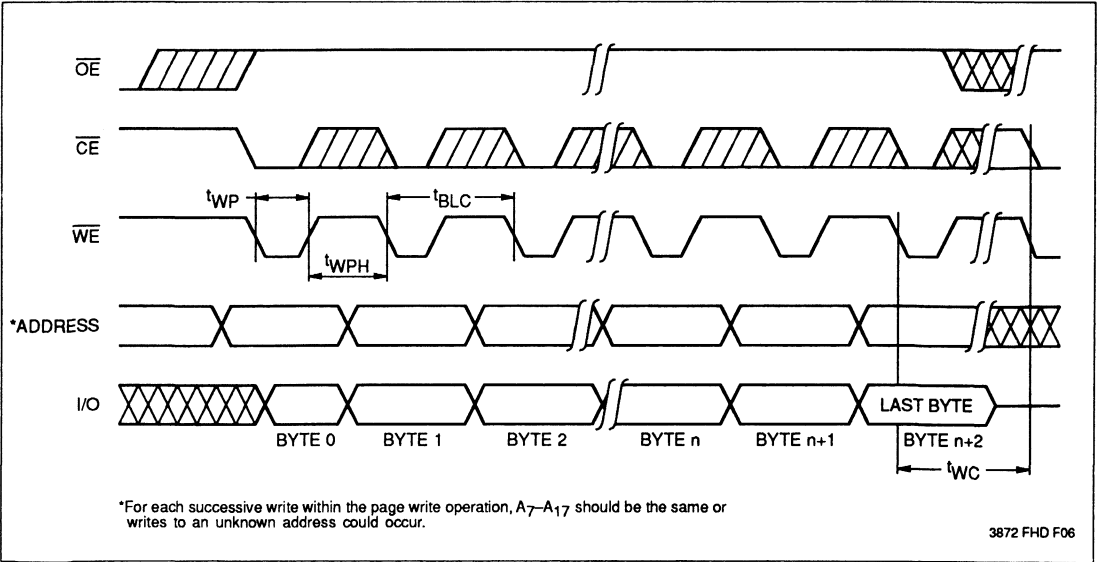 OE
CE
tWP
tBLC
WE
tWPH
*ADDRESS
I/O
LAST BYTE
BYTE 0 BYTE 1 BYTE 2 BYTE n BYTE n+1 BYTE n+2
tWC
*For each successive write within the page write operation, A7–A17 should be the same or
writes to an unknown address could occur.
3872 FHD F06